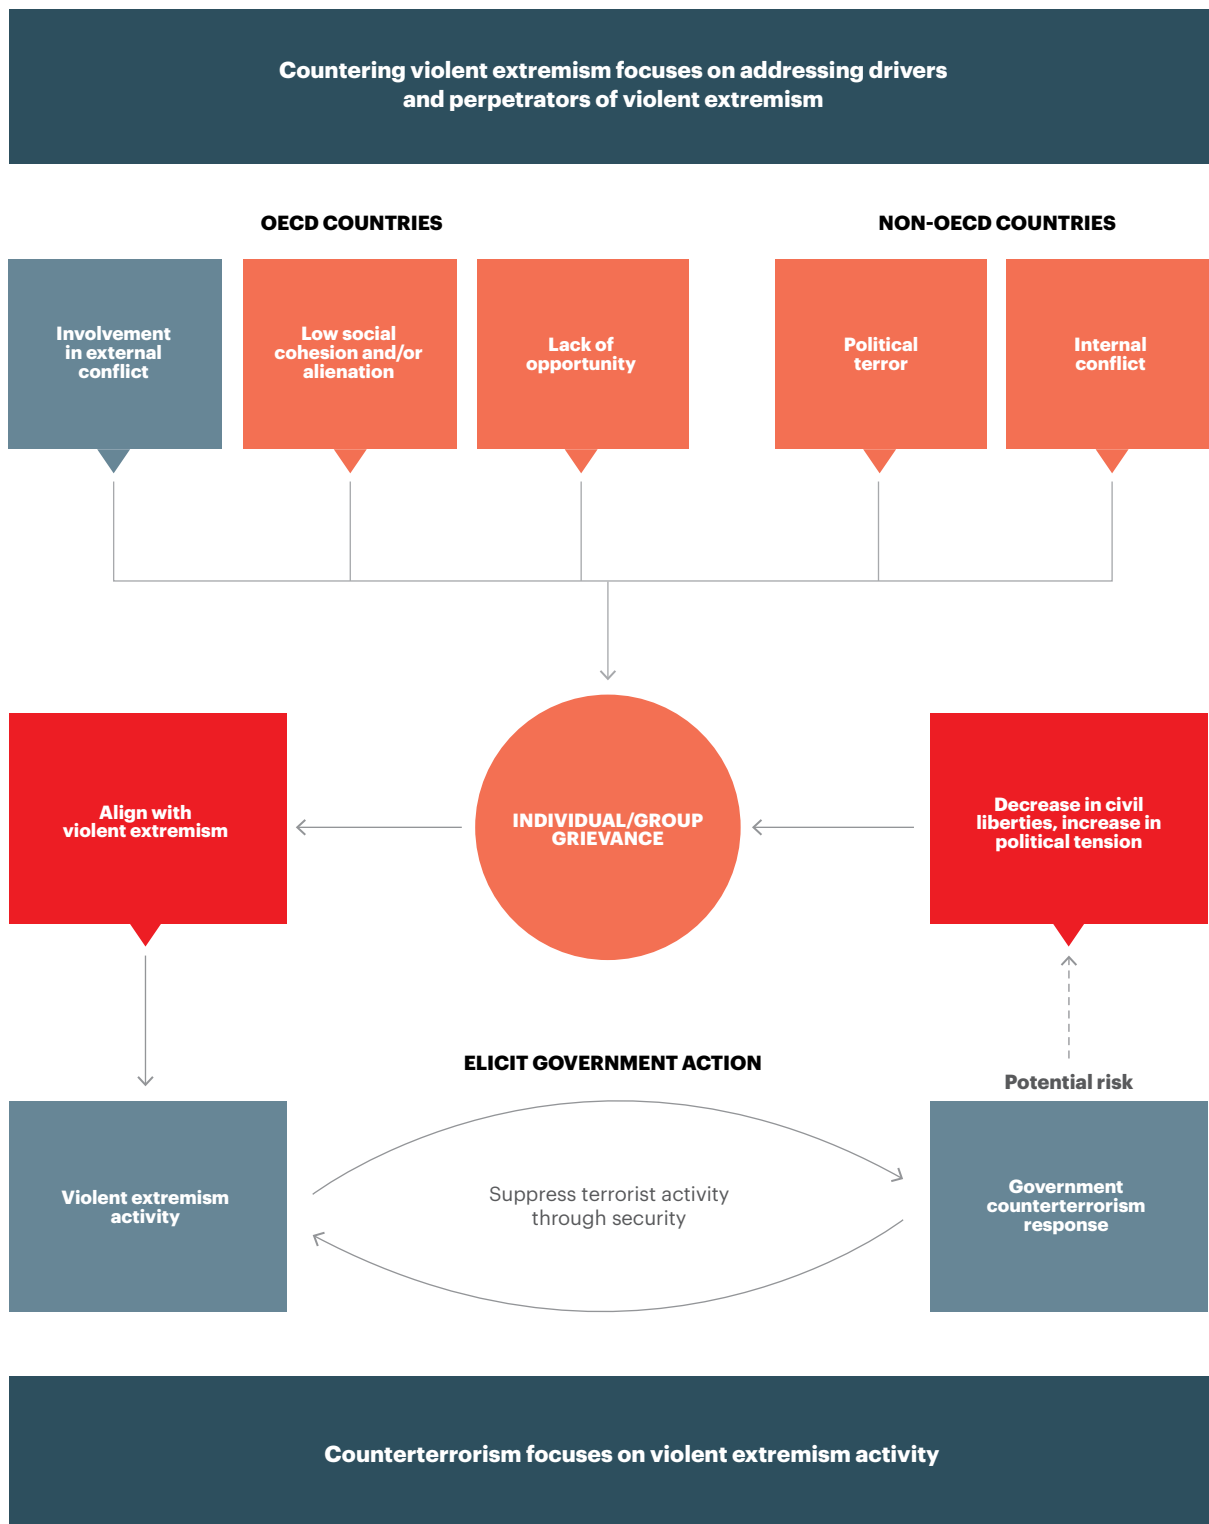 Countering violent extremism focuses on addressing drivers
and perpetrators of violent extremism
OECD COUNTRIES
NON-OECD COUNTRIES
Involvement
in external
conflict
Low social
cohesion and/or
alienation
Lack of
opportunity
Political
terror
Internal
conflict
Align with
violent extremism
INDIVIDUAL/GROUP
GRIEVANCE
Decrease in civil
liberties, increase in
political tension
ELICIT GOVERNMENT ACTION
Potential risk
Violent extremism
activity
Suppress terrorist activity
through security
Government
counterterrorism
response
Counterterrorism focuses on violent extremism activity